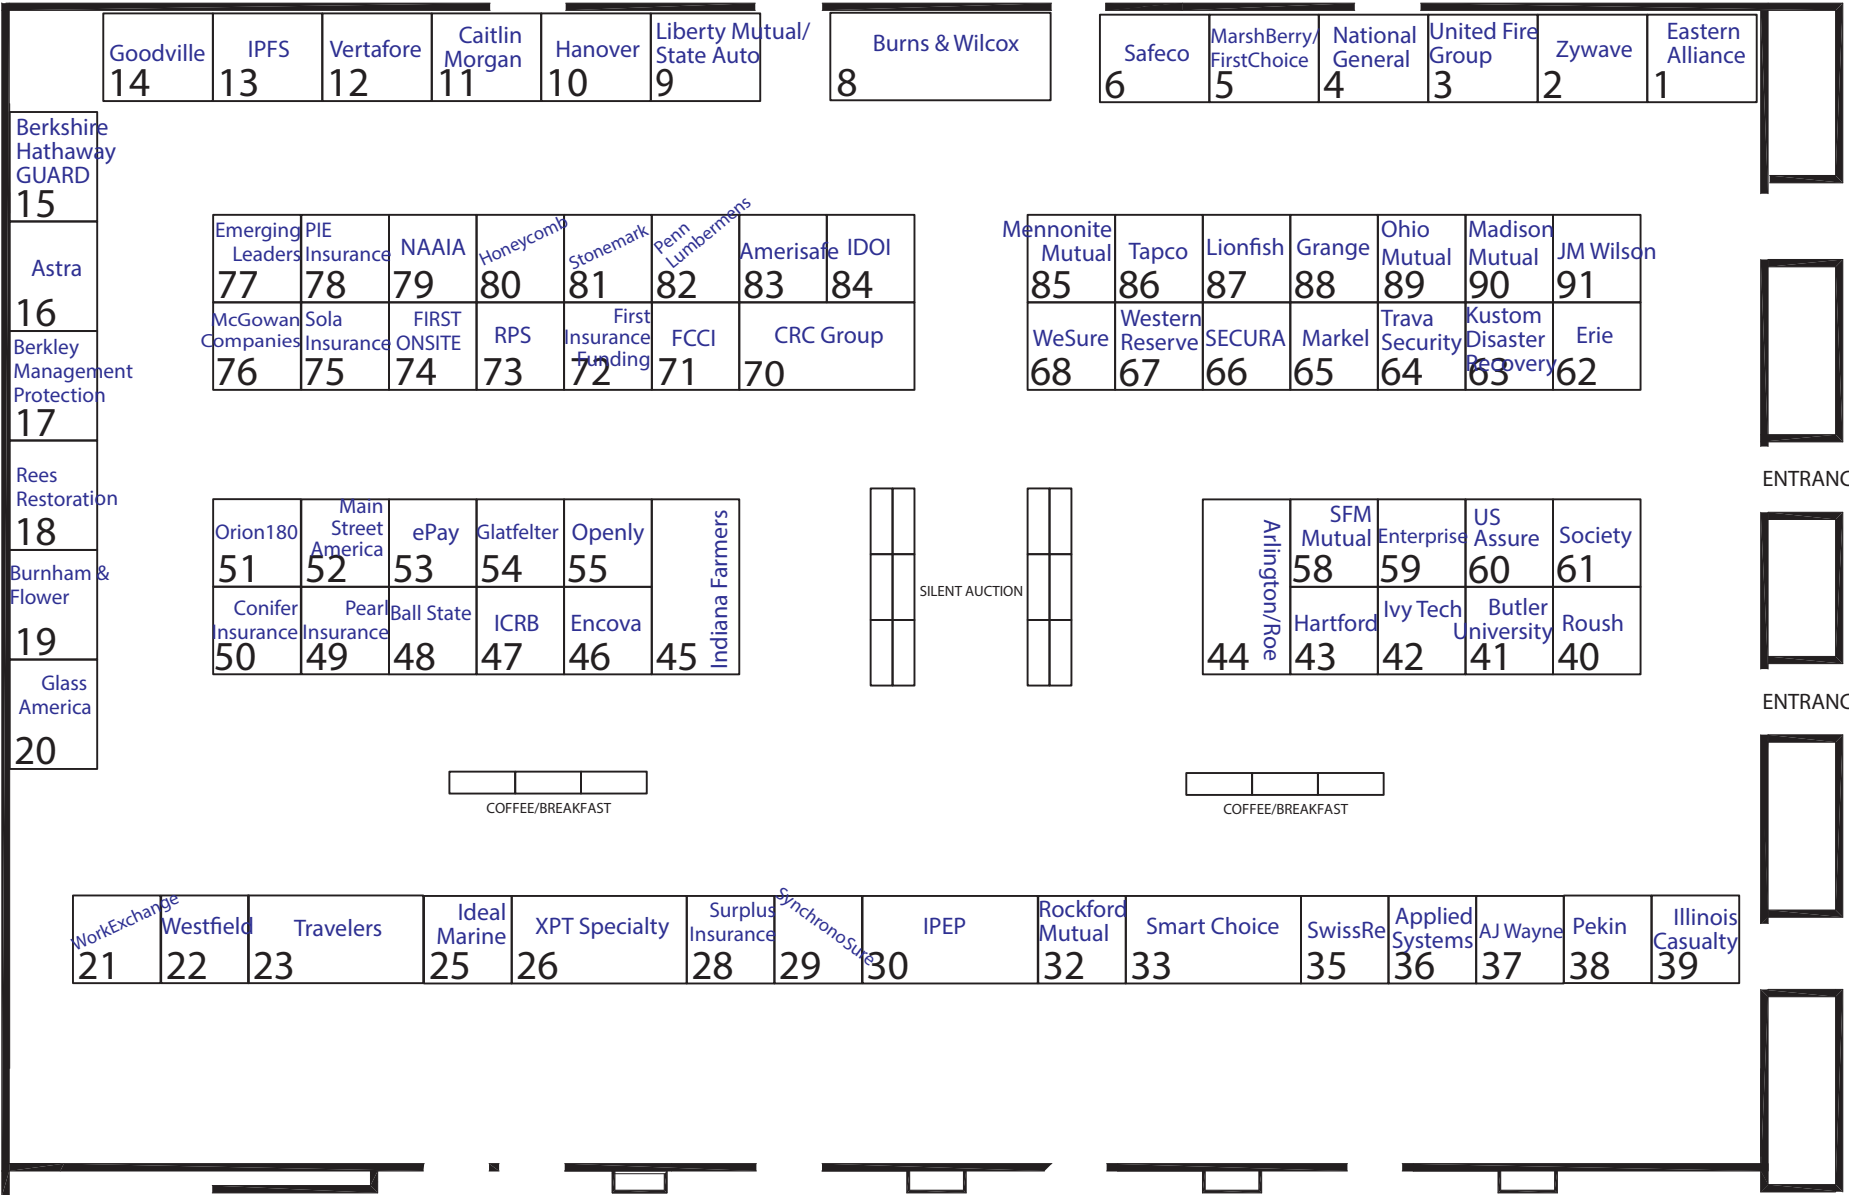 Goodville
14
IPFS
13
Vertafore
12
Caitlin
Morgan
11
Hanover
10
Liberty Mutual/
State Auto
9
Burns & Wilcox
8
Safeco
6
MarshBerry/
FirstChoice
5
National
General
4
United Fire
Group
3
Zywave
2
Eastern
Alliance
1
Berkshire
Hathaway
GUARD
15
Astra
16
Berkley
Management
Protection
17
Rees
Restoration
18
Burnham &
Flower
19
Glass
America
20
Emerging
Leaders
77
PIE
Insurance
78
NAAIA
79
Honeycomb
80
Stonemark
81
Penn
Lumbermens
82
Amerisafe
83
IDOI
84
McGowan
Companies
76
Sola
Insurance
75
FIRST
ONSITE
74
RPS
73
First
Insurance
Funding
72
FCCI
71
CRC Group
70
Mennonite
Mutual
85
Tapco
86
Lionfish
87
Grange
88
Ohio
Mutual
89
Madison
Mutual
90
JM Wilson
91
WeSure
68
Western
Reserve
67
SECURA
66
Markel
65
Trava
Security
64
Kustom
Disaster
Recovery
63
Erie
62
ENTRANC
Orion180
51
Main
Street
America
52
ePay
53
Glatfelter
54
Openly
55
Indiana Farmers
45
Conifer
Insurance
50
Pearl
Insurance
49
Ball State
48
ICRB
47
Encova
46
SILENT AUCTION
Arlington/Roe
44
SFM
Mutual
58
Enterprise
59
US
Assure
60
Society
61
Hartford
43
Ivy Tech
42
Butler
University
41
Roush
40
ENTRANC
COFFEE/BREAKFAST
COFFEE/BREAKFAST
WorkExchange
21
Westfield
22
Travelers
23
Ideal
Marine
25
XPT Specialty
26
Surplus
Insurance
28
SynchronoSure
29
IPEP
30
Rockford
Mutual
32
Smart Choice
33
SwissRe
35
Applied
Systems
36
AJ Wayne
37
Pekin
38
Illinois
Casualty
39